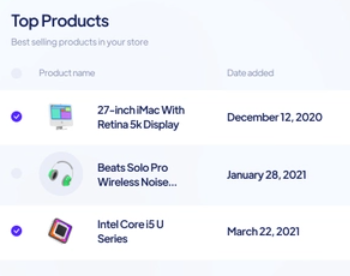 Top Products
Best selling products in your store
Product name Date added
27-inch iMac With
Retina 5k Display
December 12, 2020
Beats Solo Pro
Wireless Noise...
January 28, 2021
Intel Core i5 U
Series
March 22, 2021